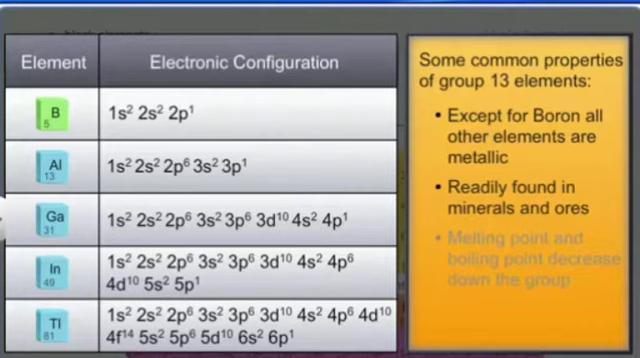 Element Electronic Configuration
B
5
1s² 2s² 2p¹
Al
13
1s² 2s² 2p⁶ 3s² 3p¹
Ga
31
1s² 2s² 2p⁶ 3s² 3p⁶ 3d¹⁰ 4s² 4p¹
In
49
1s² 2s² 2p⁶ 3s² 3p⁶ 3d¹⁰ 4s² 4p⁶
4d¹⁰ 5s² 5p¹
Tl
81
1s² 2s² 2p⁶ 3s² 3p⁶ 3d¹⁰ 4s² 4p⁶ 4d¹⁰
4f¹⁴ 5s² 5p⁶ 5d¹⁰ 6s² 6p¹
Some common properties
of group 13 elements:
• Except for Boron all
other elements are
metallic
• Readily found in
minerals and ores
• Melting point and
boiling point decrease
down the group